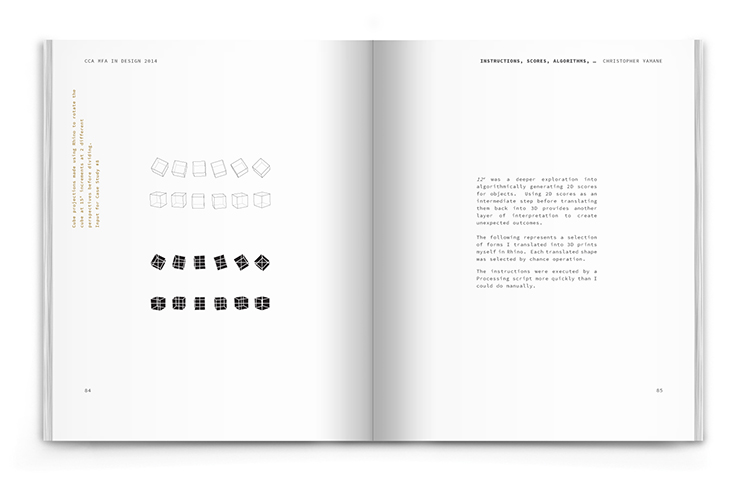 CCA MFA IN DESIGN 2014
Cube projections made using Rhino to rotate the
cube at 15° increments at 2 different
perspectives before dividing.
Input for Case Study #4
84
INSTRUCTIONS, SCORES, ALGORITHMS, … CHRISTOPHER YAMANE
was a deeper exploration into
algorithmically generating 2D scores
for objects. Using 2D scores as an
intermediate step before translating
them back into 3D provides another
layer of interpretation to create
unexpected outcomes.
The following represents a selection
of forms I translated into 3D prints
myself in Rhino. Each translated shape
was selected by chance operation.
The instructions were executed by a
Processing script more quickly than I
could do manually.
85